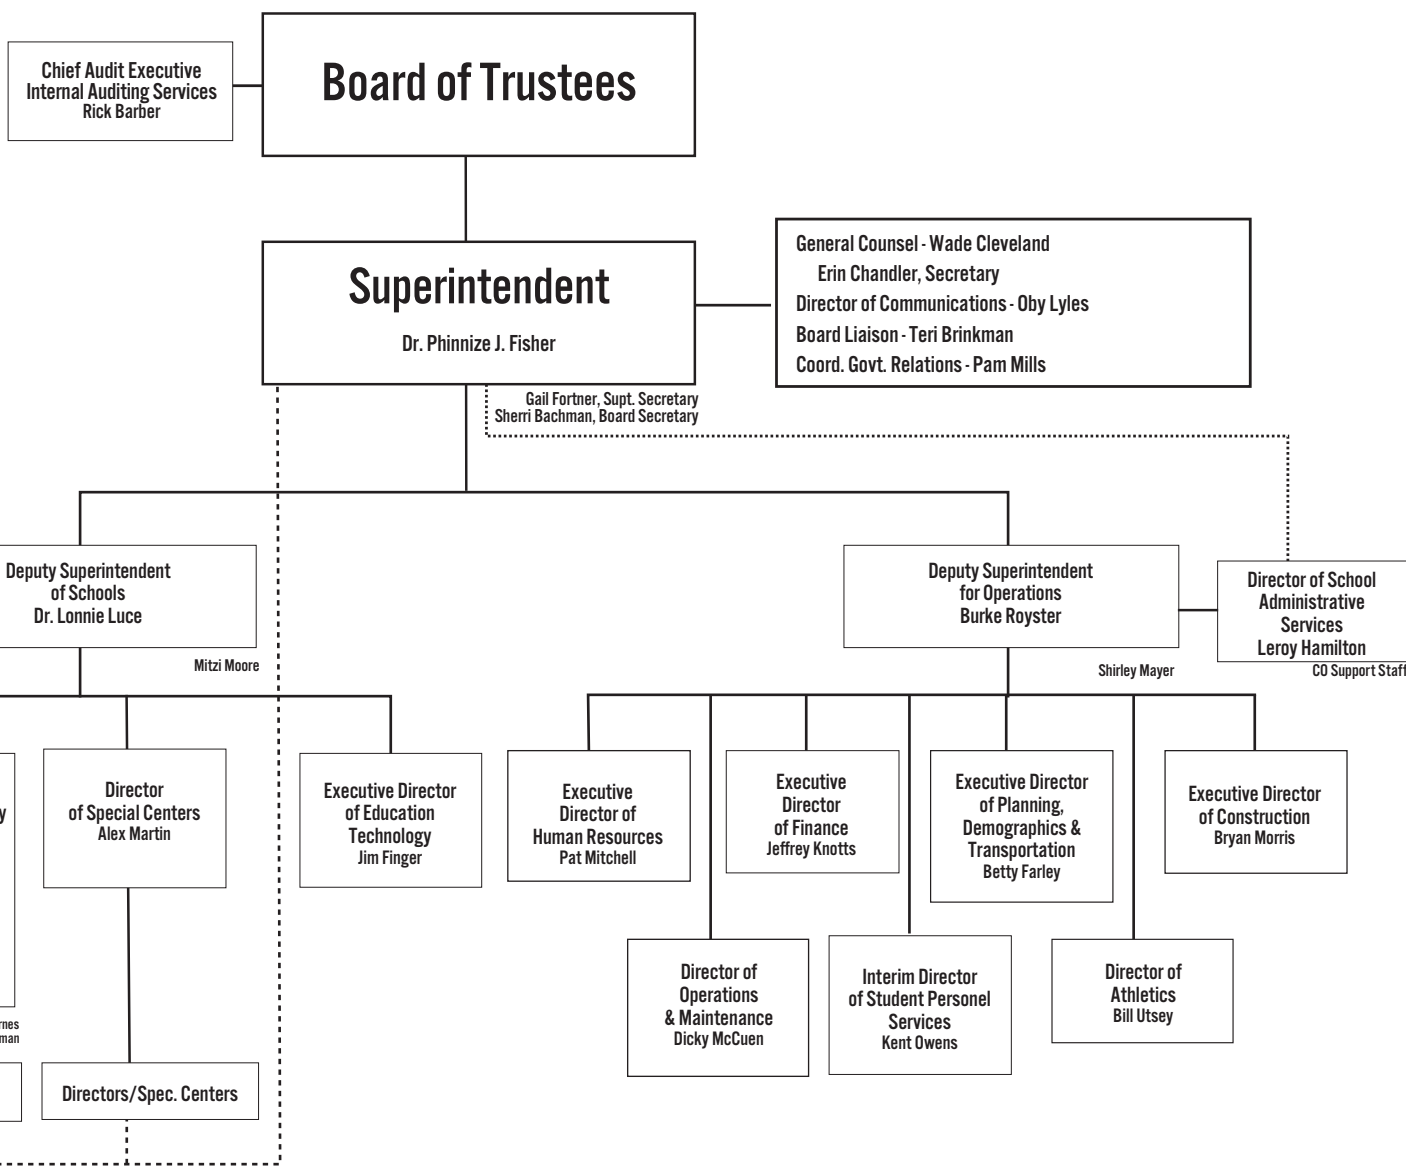 Chief Audit Executive
Internal Auditing Services
Rick Barber
Board of Trustees
Superintendent
Dr. Phinnize J. Fisher
General Counsel - Wade Cleveland
Erin Chandler, Secretary
Director of Communications - Oby Lyles
Board Liaison - Teri Brinkman
Coord. Govt. Relations - Pam Mills
Gail Fortner, Supt. Secretary
Sherri Bachman, Board Secretary
Deputy Superintendent
of Schools
Dr. Lonnie Luce
Mitzi Moore
Deputy Superintendent
for Operations
Burke Royster
Shirley Mayer
Director of School
Administrative
Services
Leroy Hamilton
CO Support Staff
Director
of Special Centers
Alex Martin
Executive Director
of Education
Technology
Jim Finger
Executive
Director of
Human Resources
Pat Mitchell
Executive
Director
of Finance
Jeffrey Knotts
Executive Director
of Planning,
Demographics &
Transportation
Betty Farley
Executive Director
of Construction
Bryan Morris
Director of
Operations
& Maintenance
Dicky McCuen
Interim Director
of Student Personel
Services
Kent Owens
Director of
Athletics
Bill Utsey
Directors/Spec. Centers